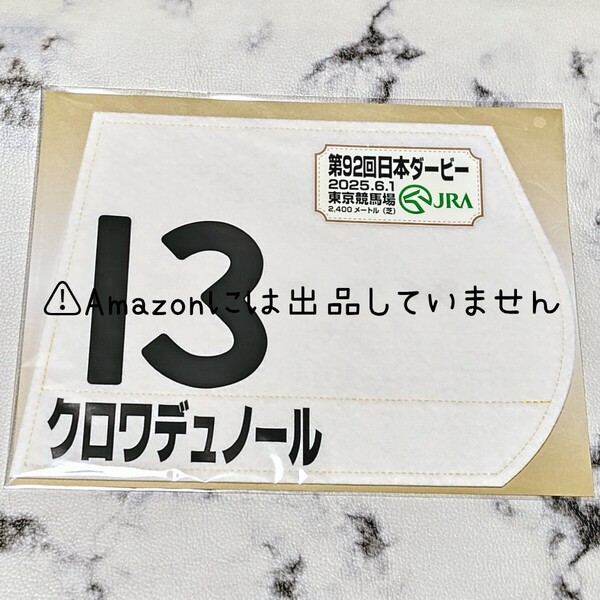 第92回日本ダービー
2025.6.1
東京競馬場
2,400メートル（芝）
JRA
13
⚠Amazonには出品していません
クロワデュノール